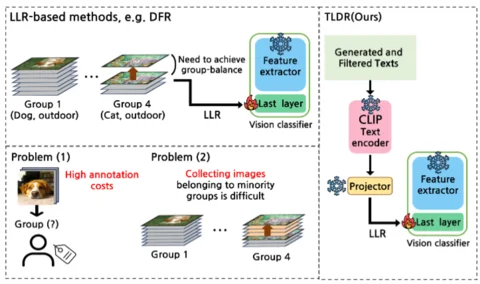 LLR-based methods, e.g. DFR
Need to achieve
group-balance
...
Group 1
(Dog, outdoor)
Group 4
(Cat, outdoor)
LLR
Feature
extractor
Last layer
Vision classifier
Problem (1)
High annotation
costs
Group (?)
Problem (2)
Collecting images
belonging to minority
groups is difficult
...
Group 1
Group 4
TLDR(Ours)
Generated and
Filtered Texts
CLIP
Text
encoder
Projector
LLR
Feature
extractor
Last layer
Vision classifier